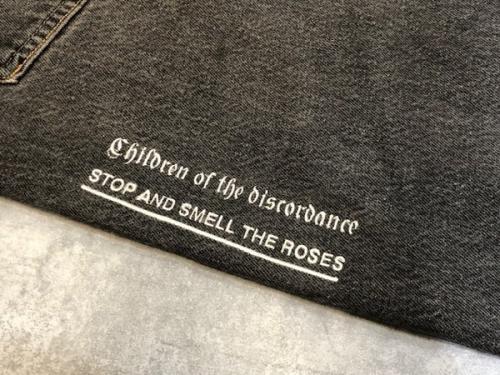 Children of the discordance
STOP AND SMELL THE ROSES